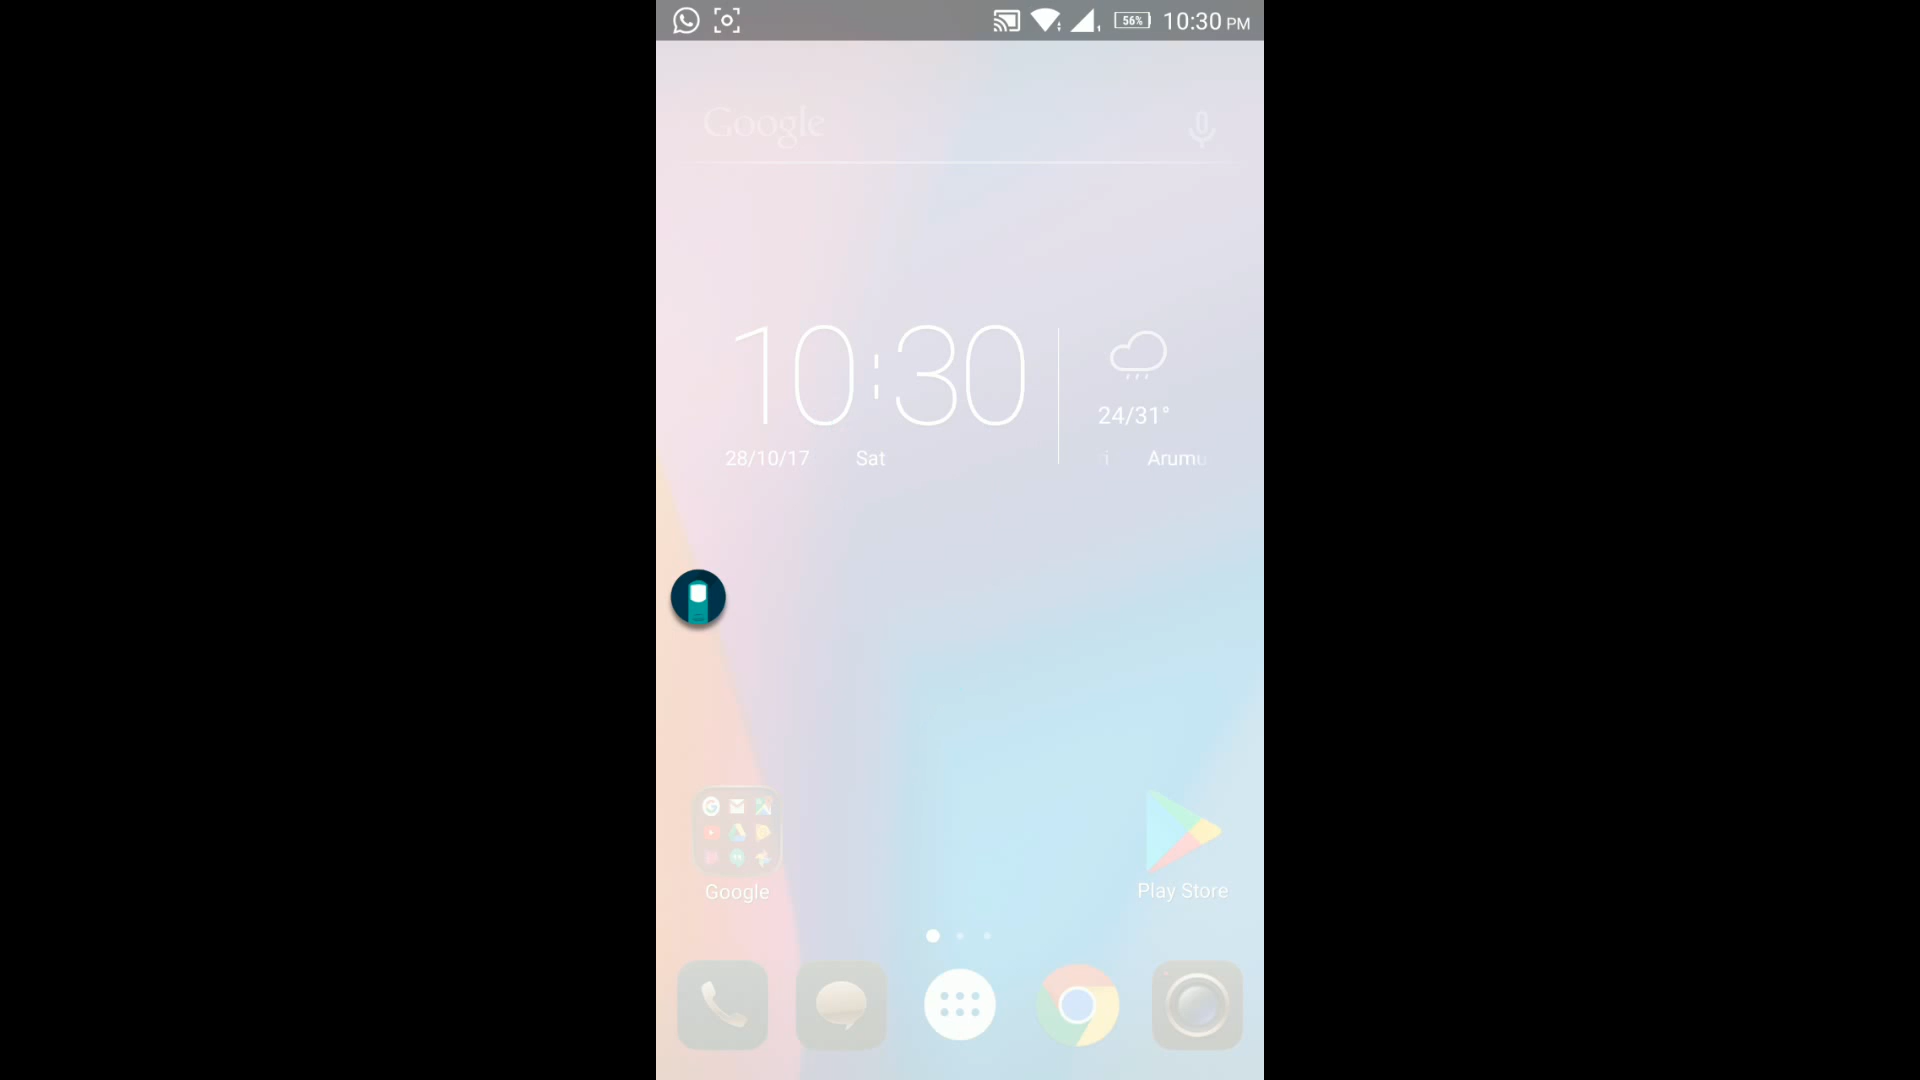 56%
10:30 PM
Google
10:30
24/31°
28/10/17 Sat
Arumu
Google
Play Store